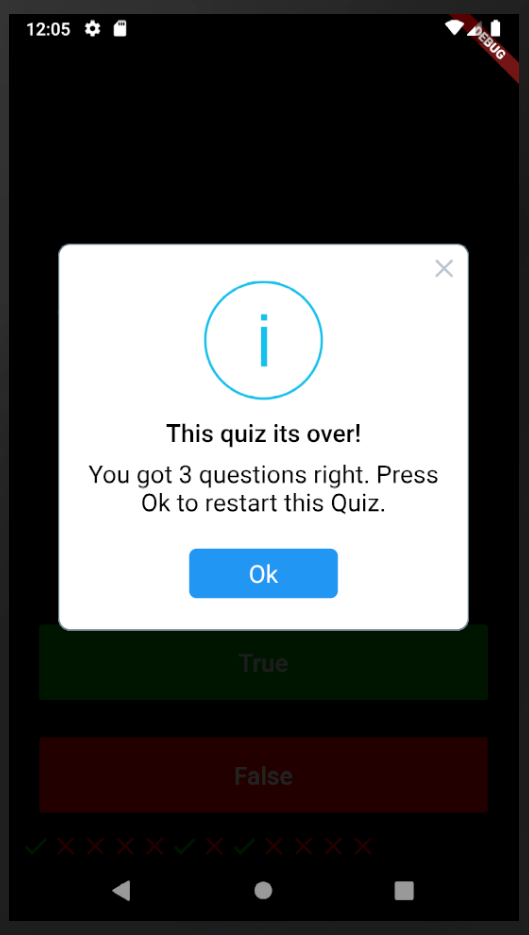 12:05
DEBUG
i
This quiz its over!
You got 3 questions right. Press
Ok to restart this Quiz.
Ok
True
False